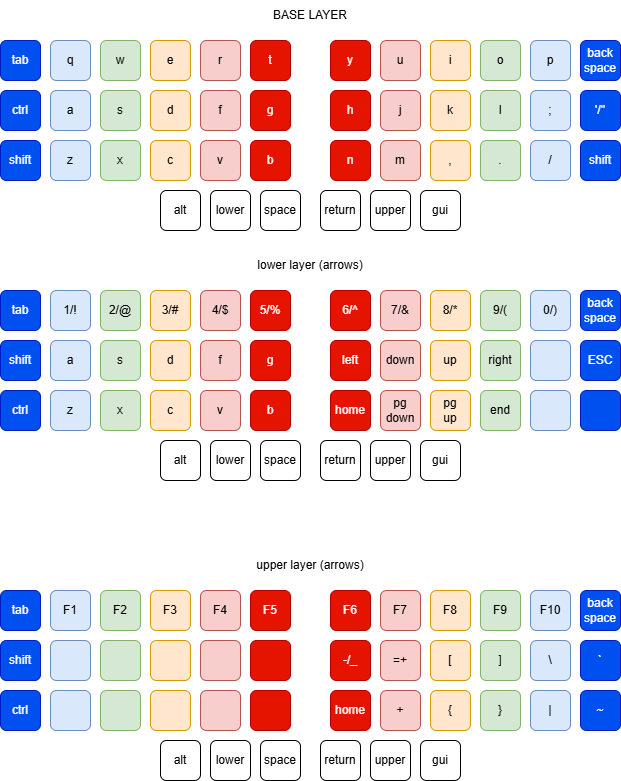 BASE LAYER
tab q w e r t y u i o p back space
ctrl a s d f g h j k l ; '/"
shift z x c v b n m , . / shift
alt lower space return upper gui
lower layer (arrows)
tab 1/! 2/@ 3/# 4/$ 5/% 6/^ 7/& 8/* 9/( 0/) back space
shift a s d f g left down up right ESC
ctrl z x c v b home pg down pg up end
alt lower space return upper gui
upper layer (arrows)
tab F1 F2 F3 F4 F5 F6 F7 F8 F9 F10 back space
shift -/_ =+ [ ] \ `
ctrl home + { } | ~
alt lower space return upper gui